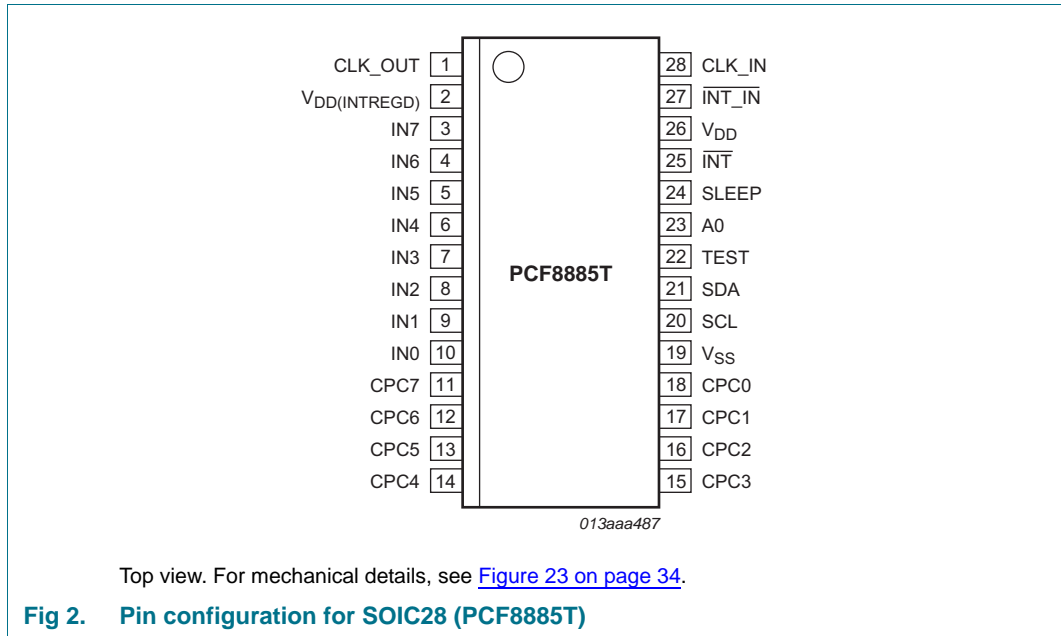 CLK_OUT 1 28 CLK_IN
VDD(INTREGD) 2 27 INT_IN
IN7 3 26 VDD
IN6 4 25 INT
IN5 5 24 SLEEP
IN4 6 23 A0
IN3 7 22 TEST
PCF8885T
IN2 8 21 SDA
IN1 9 20 SCL
IN0 10 19 VSS
CPC7 11 18 CPC0
CPC6 12 17 CPC1
CPC5 13 16 CPC2
CPC4 14 15 CPC3
013aaa487
Top view. For mechanical details, see Figure 23 on page 34.
Fig 2. Pin configuration for SOIC28 (PCF8885T)